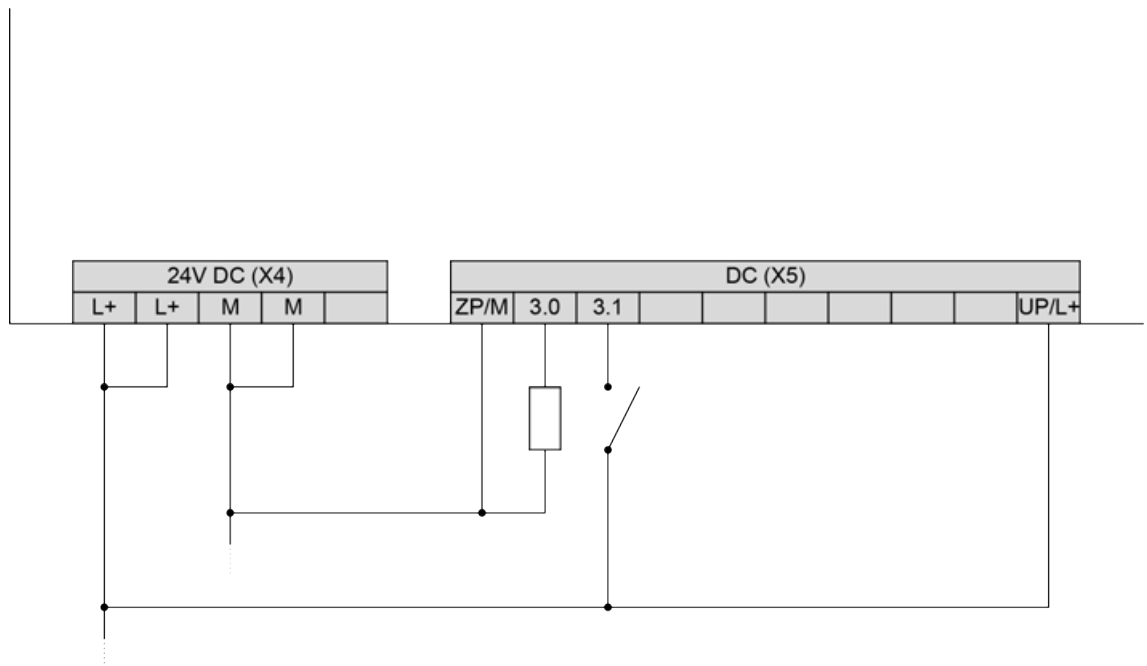 24V DC (X4)
DC (X5)
L+ L+ M M
ZP/M 3.0 3.1 UP/L+